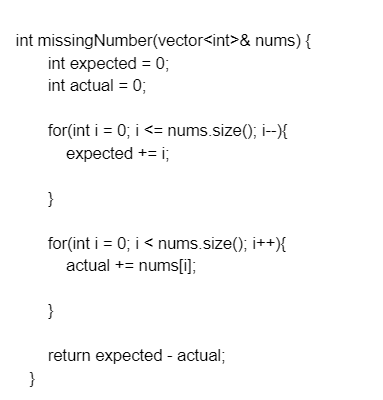 int missingNumber(vector<int>& nums) {
int expected = 0;
int actual = 0;
for(int i = 0; i <= nums.size(); i--){
expected += i;
}
for(int i = 0; i < nums.size(); i++){
actual += nums[i];
}
return expected - actual;
}